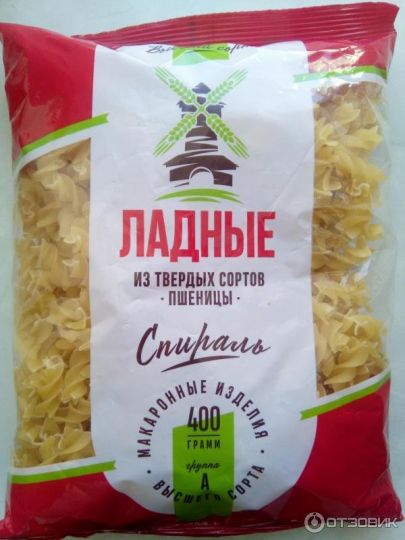 ЛАДНЫЕ
ИЗ ТВЕРДЫХ СОРТОВ
· ПШЕНИЦЫ ·
Спираль
· МАКАРОННЫЕ ИЗДЕЛИЯ ·
400
ГРАММ
группа
А
ВЫСШЕГО СОРТА
ОТЗОВИК